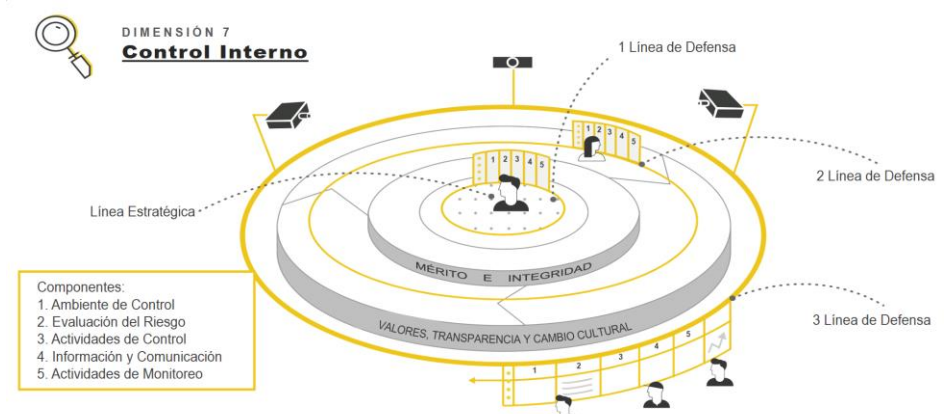 DIMENSIÓN 7
Control Interno
1 Línea de Defensa
1 2 3 4 5
1 2 3 4 5
2 Línea de Defensa
Línea Estratégica
MÉRITO E INTEGRIDAD
VALORES, TRANSPARENCIA Y CAMBIO CULTURAL
3 Línea de Defensa
1 2 3 4 5
Componentes:
1. Ambiente de Control
2. Evaluación del Riesgo
3. Actividades de Control
4. Información y Comunicación
5. Actividades de Monitoreo